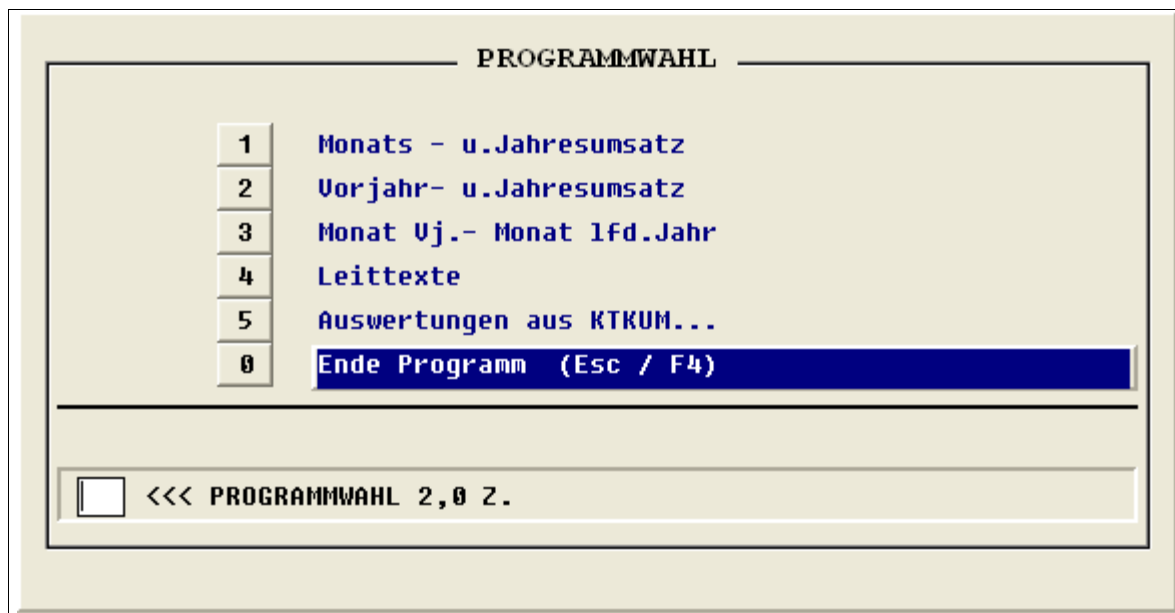 PROGRAMMWAHL
1 Monats - u.Jahresumsatz
2 Vorjahr- u.Jahresumsatz
3 Monat Vj.- Monat lfd.Jahr
4 Leittexte
5 Auswertungen aus KTKUM...
0 Ende Programm (Esc / F4)
<<< PROGRAMMWAHL 2,0 Z.